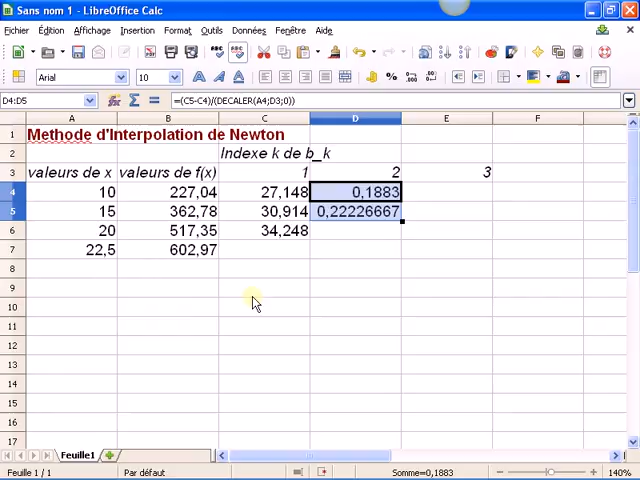 Sans nom 1 - LibreOffice Calc
Fichier Édition Affichage Insertion Format Outils Données Fenêtre Aide
Arial 10 % .000
D4:D5 =(C5-C4)/(DECALER(A4;D3;0))
A B C D E F
1 Methode d'Interpolation de Newton
2 Indexe k de b_k
3 valeurs de x valeurs de f(x) 1 2 3
4 10 227,04 27,148 0,1883
5 15 362,78 30,914 0,22226667
6 20 517,35 34,248
7 22,5 602,97
8
9
10
11
12
13
14
15
16
17
Feuille1
Feuille 1 / 1 Par défaut Somme=0,1883 140%